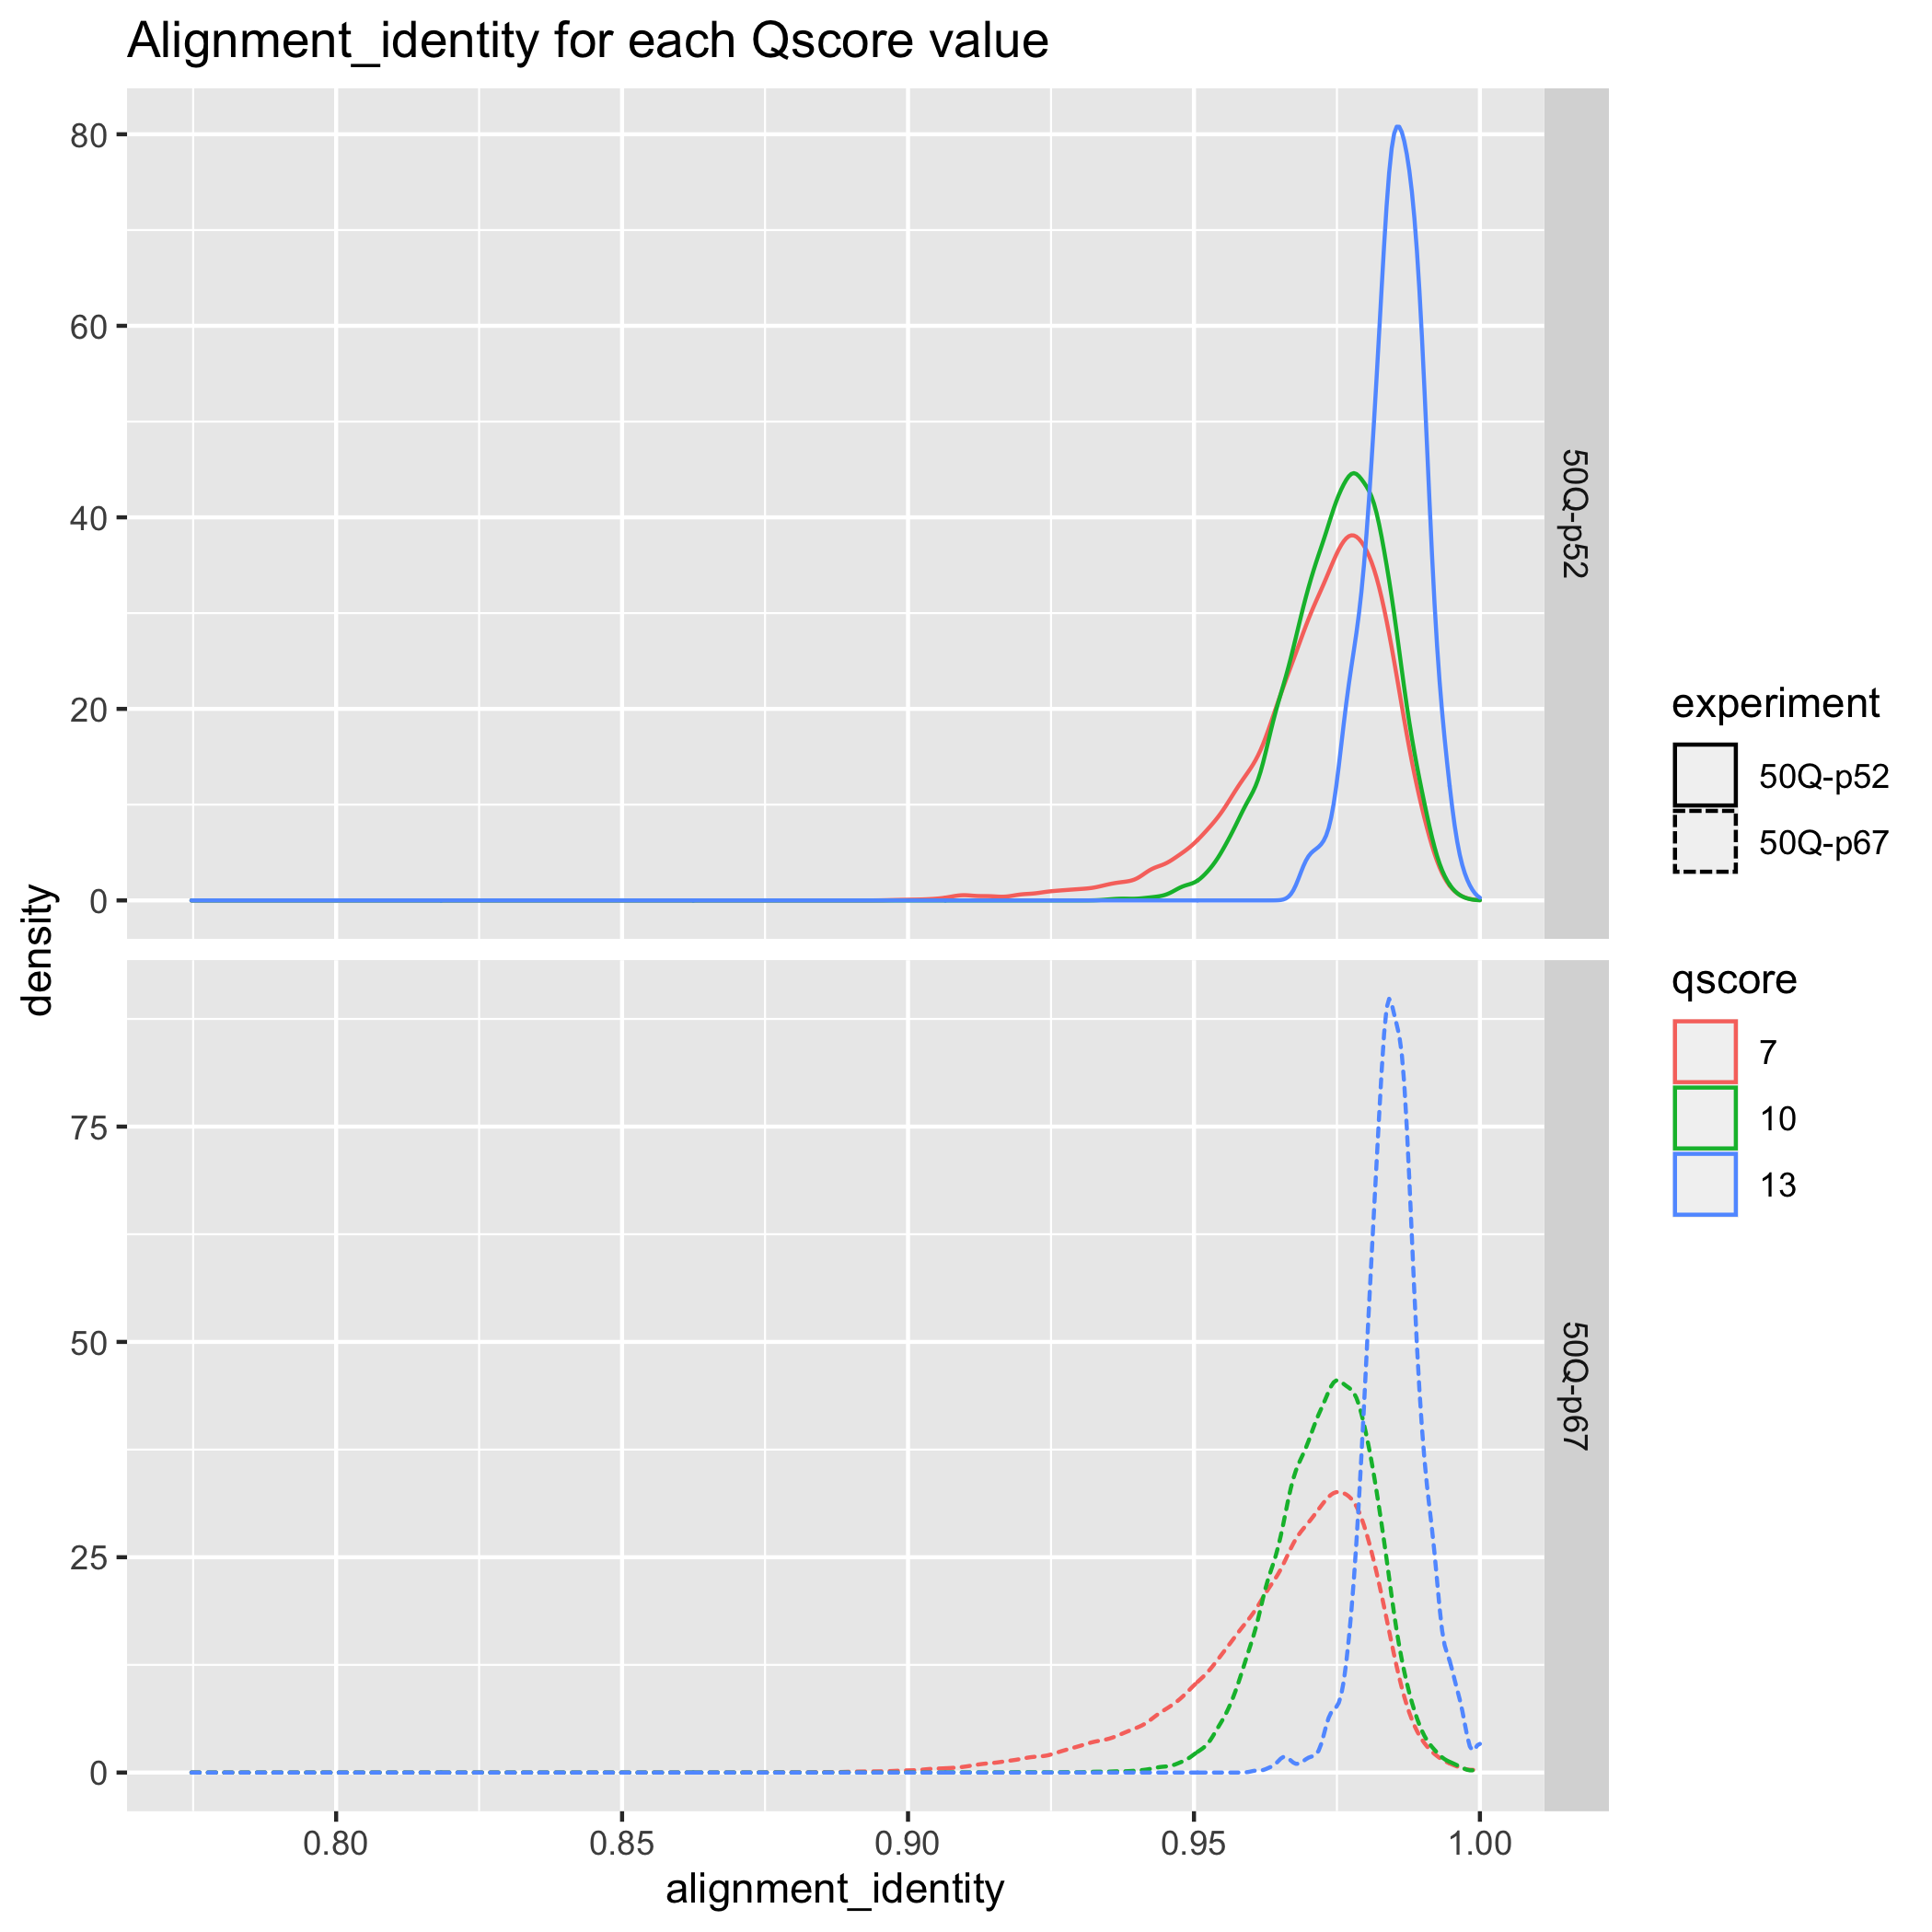 Alignment_identity for each Qscore value
80
60
40
20
0
50Q-p52
density
75
50
25
0
50Q-p67
0.80 0.85 0.90 0.95 1.00
alignment_identity
experiment
50Q-p52
50Q-p67
qscore
7
10
13